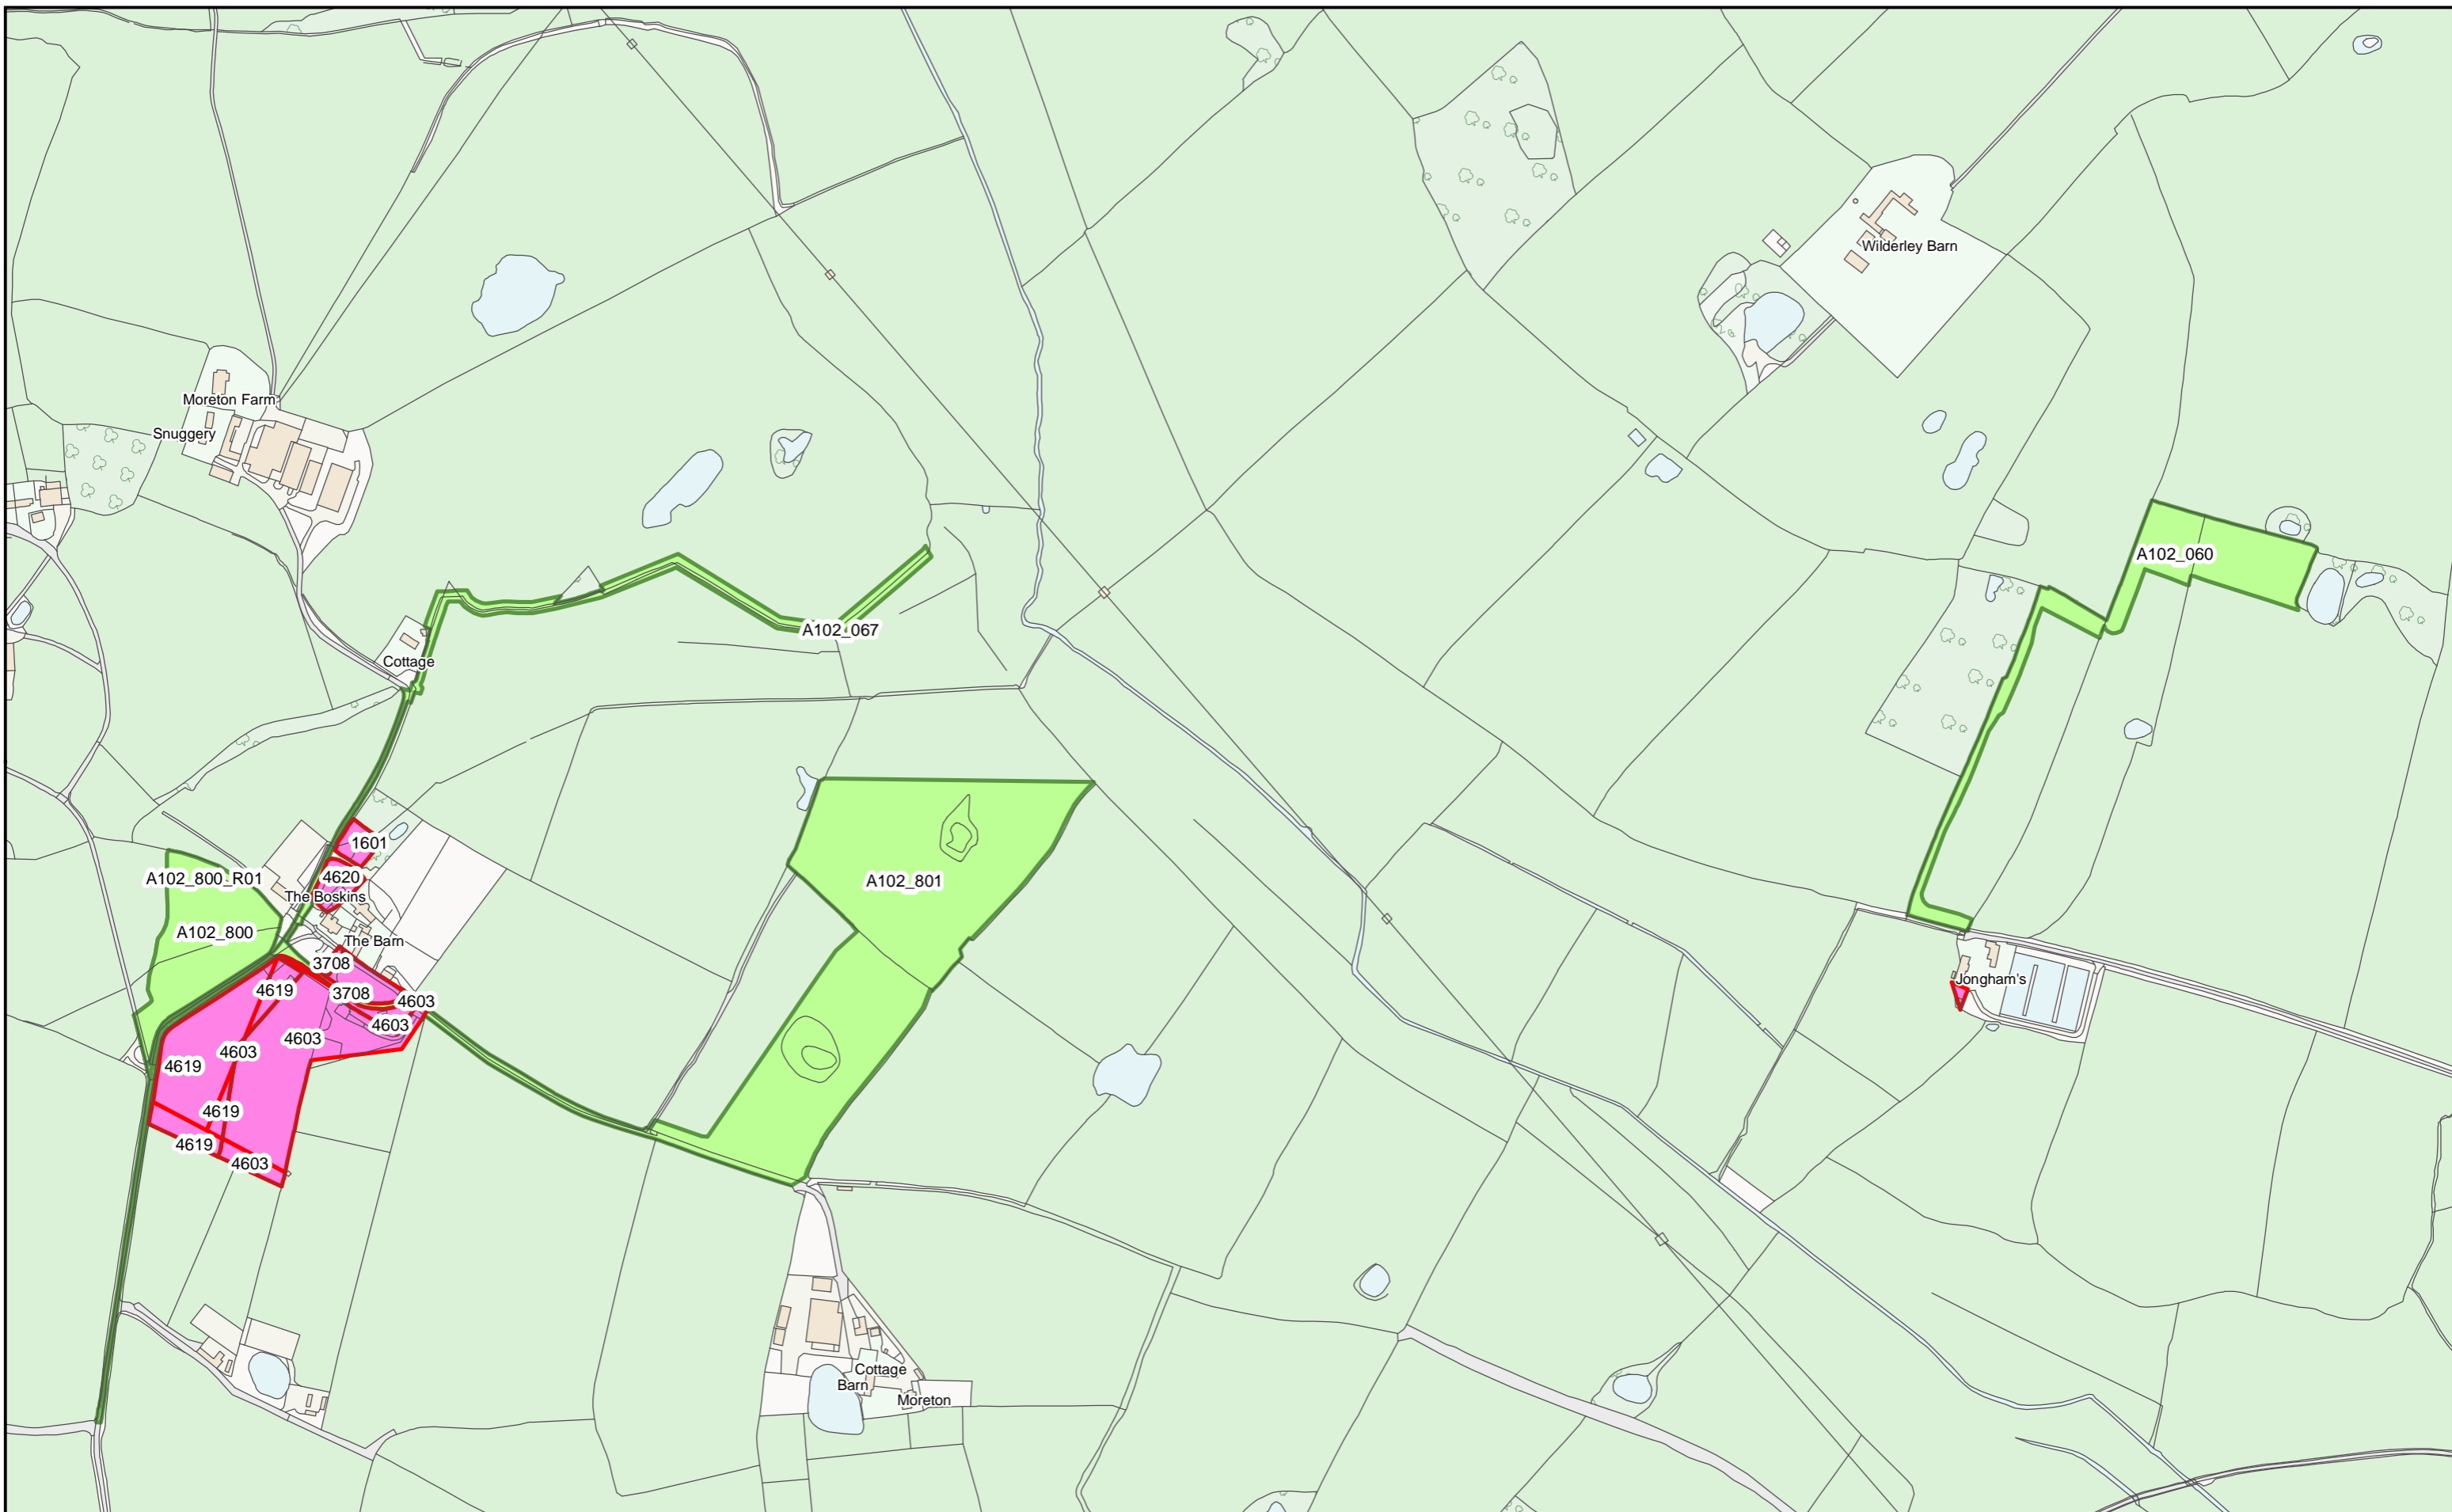 Wilderley Barn
Moreton Farm
Snuggery
A102_060
A102_067
Cottage
1601
4620
A102_800_R01
A102_801
The Boskins
A102_800
The Barn
3708
4619
3708
4603
4603
Jongham's
4603
4603
4619
4619
4619
4603
Cottage
Barn
Moreton